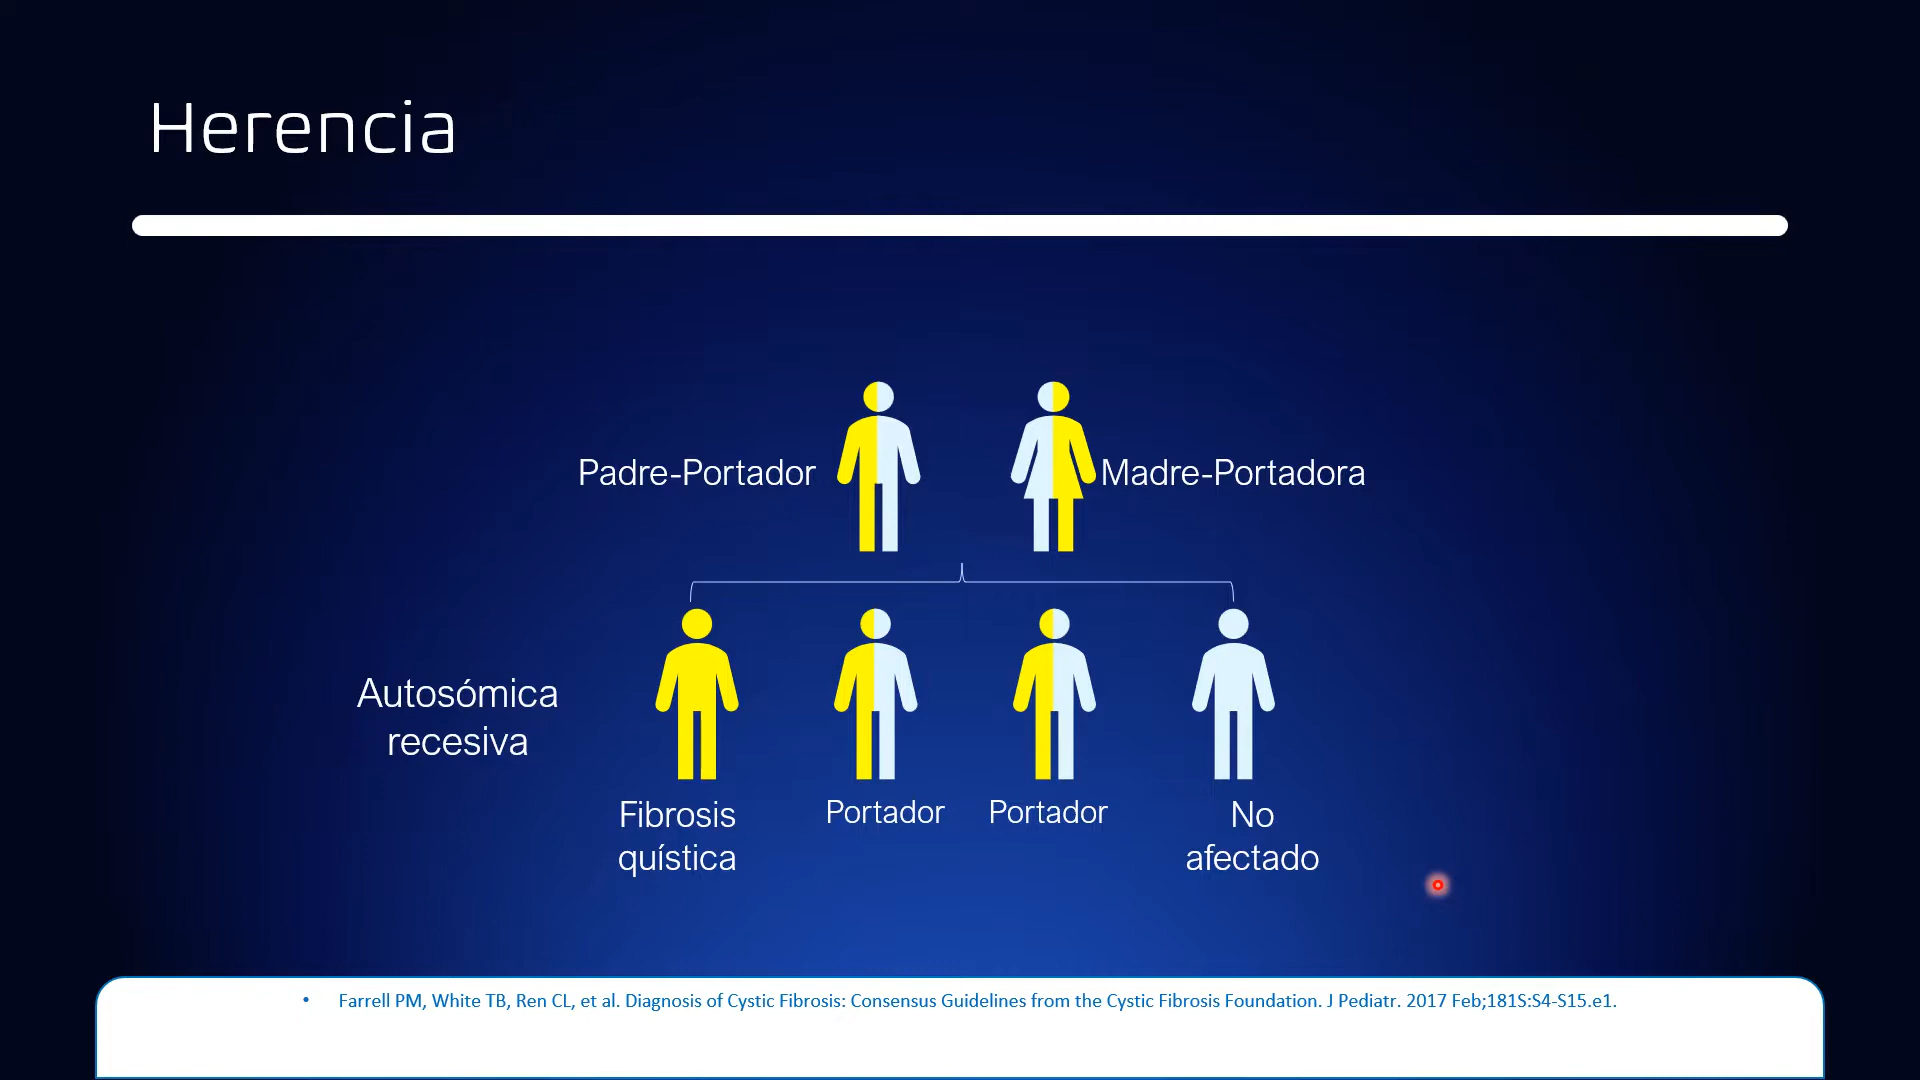 Herencia
Padre-Portador
Madre-Portadora
Autosómica
recesiva
Fibrosis
quística
Portador
Portador
No
afectado
• Farrell PM, White TB, Ren CL, et al. Diagnosis of Cystic Fibrosis: Consensus Guidelines from the Cystic Fibrosis Foundation. J Pediatr. 2017 Feb;181S:S4-S15.e1.